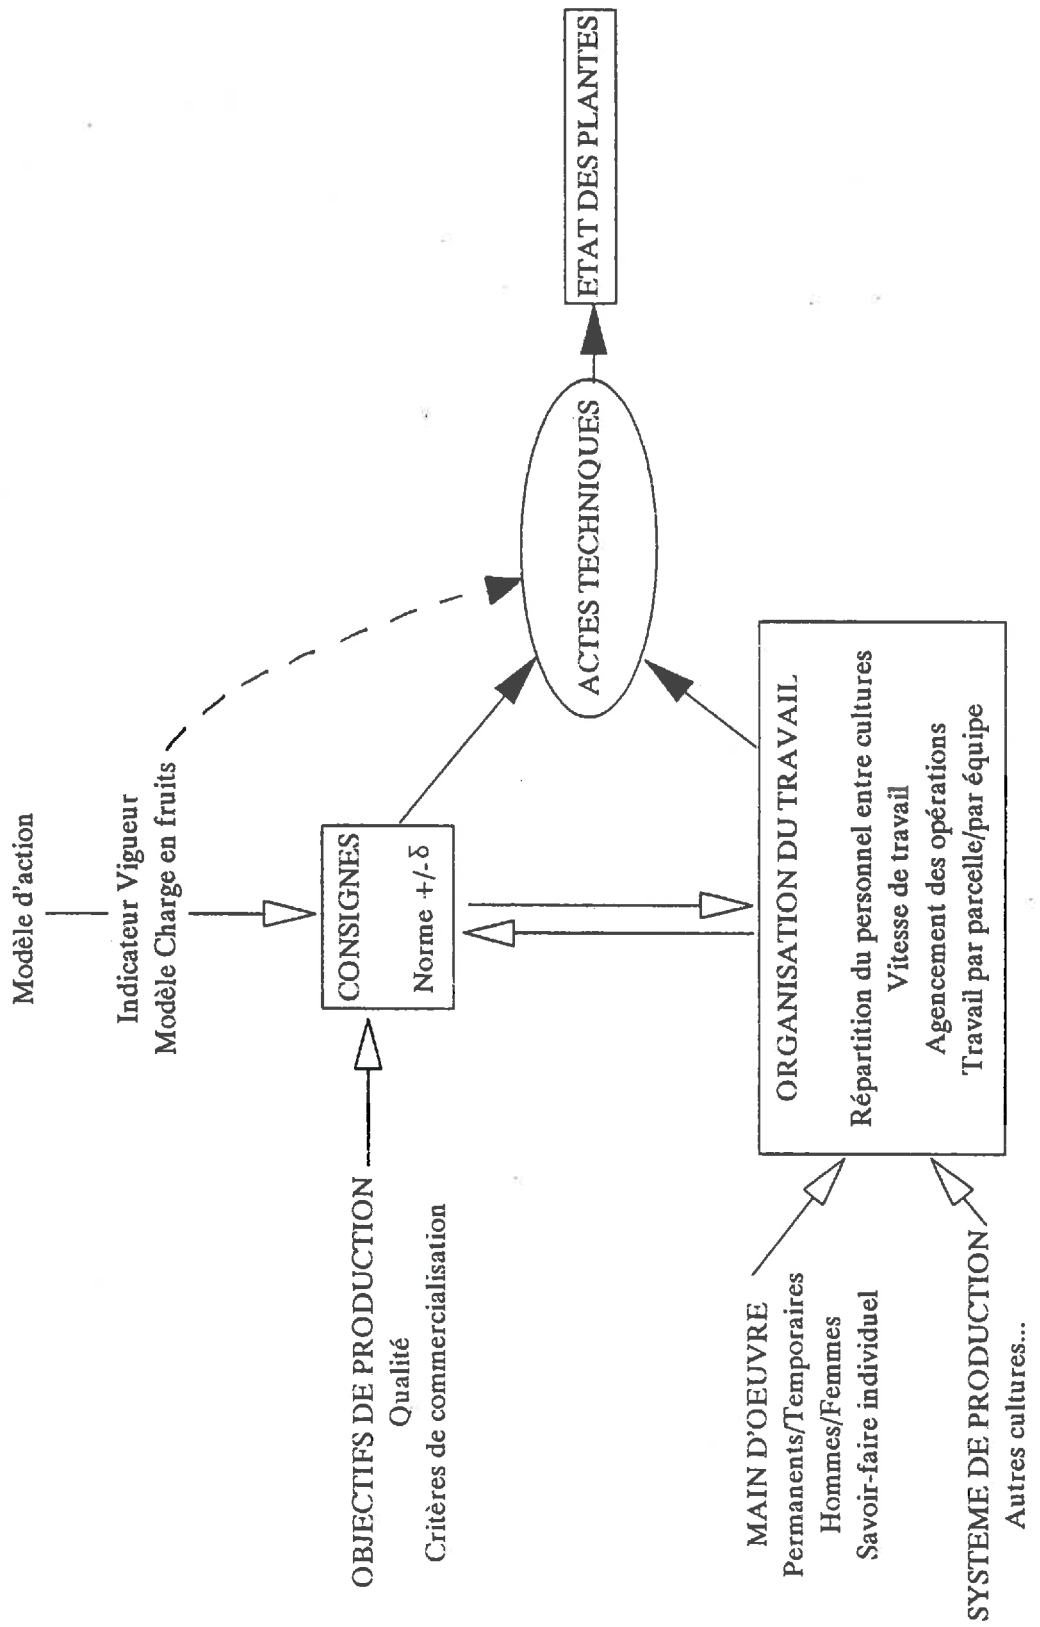 Modèle d'action
Indicateur Vigueur
Modèle Charge en fruits
OBJECTIFS DE PRODUCTION
Qualité
Critères de commercialisation
CONSIGNES
Norme +/-δ
ACTES TECHNIQUES
ETAT DES PLANTES
MAIN D'OEUVRE
Permanents/Temporaires
Hommes/Femmes
Savoir-faire individuel
SYSTEME DE PRODUCTION
Autres cultures...
ORGANISATION DU TRAVAIL
Répartition du personnel entre cultures
Vitesse de travail
Agencement des opérations
Travail par parcelle/par équipe